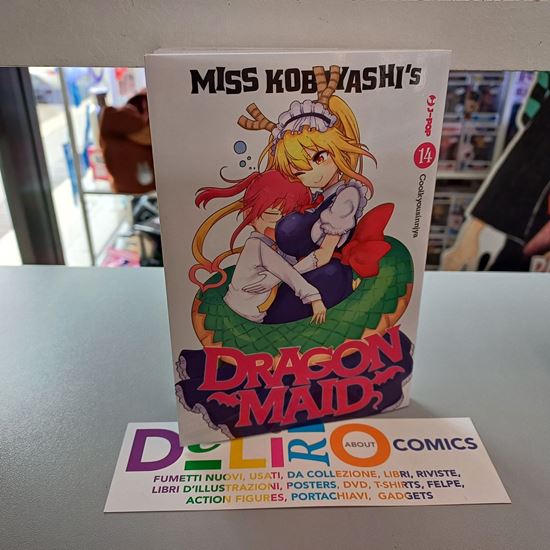 MISS KOBAYASHI'S
J-POP
14
Coolkyousinnjya
DRAGON
MAID
DeLiRiO ABOUT COMICS
FUMETTI NUOVI, USATI, DA COLLEZIONE, LIBRI, RIVISTE,
LIBRI D'ILLUSTRAZIONI, POSTERS, DVD, T-SHIRTS, FELPE,
ACTION FIGURES, PORTACHIAVI, GADGETS